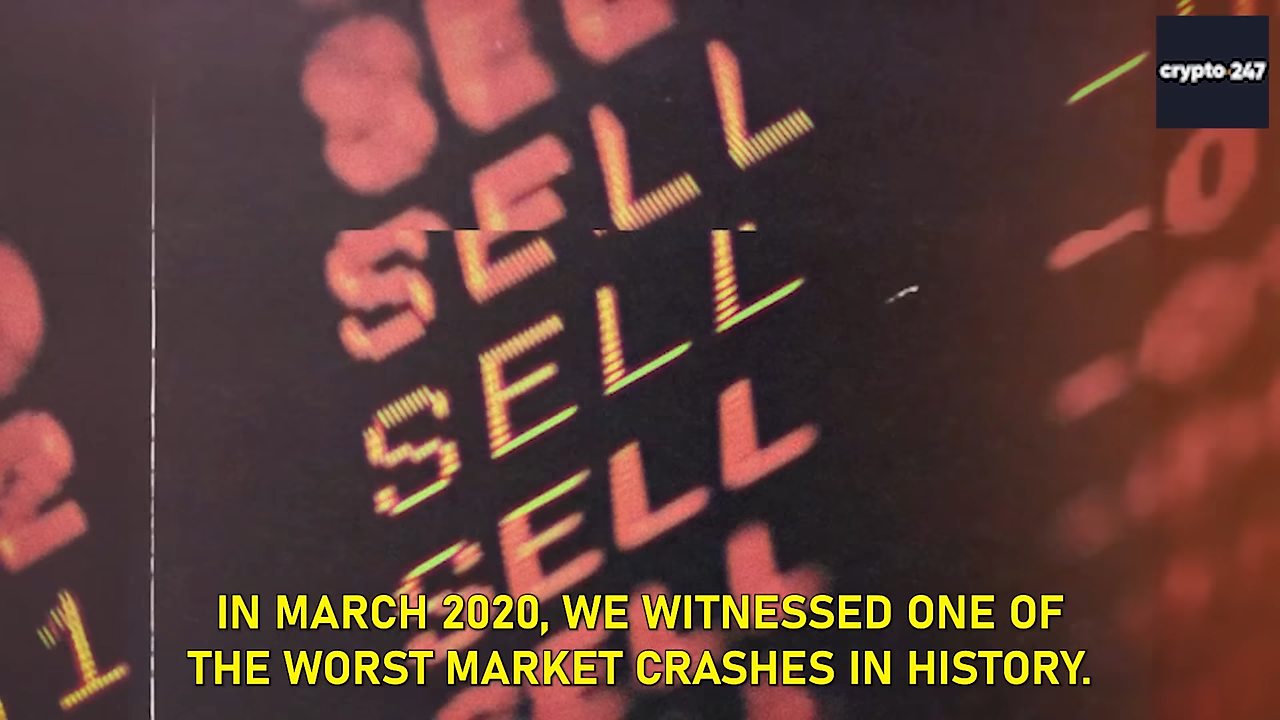 crypto 247
SELL
SELL
SELL
SELL
1
IN MARCH 2020, WE WITNESSED ONE OF
THE WORST MARKET CRASHES IN HISTORY.